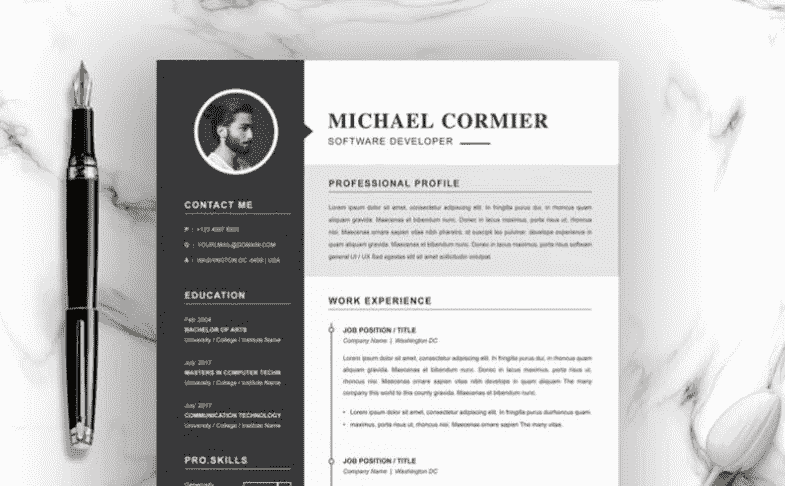 MICHAEL CORMIER
SOFTWARE DEVELOPER
CONTACT ME
P :
G : YOURMAIL@DOMAIN.COM
A : WASHINGTON DC | USA
EDUCATION
Feb 2004
BACHELOR OF ARTS
University / College / Institute Name
July 2017
MASTERS IN COMPUTER TECHN
University / College / Institute Name
July 2017
COMMUNICATION TECHNOLOGY
University / College / Institute Name
PRO.SKILLS
PROFESSIONAL PROFILE
Lorem ipsum dolor sit amet, consectetur adipiscing elit. In fringilla purus dui, in rhoncus quam
aliquam gravida. Maecenas et bibendum nunc. Donec in lacus maximus, porta risus ut, rhoncus
nisi. Maecenas ornare sapien vitae nibh pharetra, ut suscipit leo pulvinar. develope experience in
quam aliquam gravida. Maecenas et bibendum nunc. Donec in lacus maximus, porta risus software
general UI / UX Sed egestas elit sit amet sollicitudin volutpat.
WORK EXPERIENCE
JOB POSITION / TITLE
Company Name | Washington DC
Lorem ipsum dolor sit amet, consectetur adipiscing elit. In fringilla purus dui, in rhoncus quam
aliquam gravida. Maecenas et bibendum nunc. Donec in lacus maximus, porta risus ut,
rhoncus nisi. Maecenas ornare sapien vitae nibh develops in quam aliquam The many
company this world to this county gravida. Maecenas et bibendum nunc.
• Lorem ipsum dolor sit amet, consectetur adipiscing elit. In fringilla purus duirhoncus quam.
• maximus, porta risus ut, rhoncus nisi. Maecenas quam sapien The many vitae.
JOB POSITION / TITLE
Company Name | Washington DC